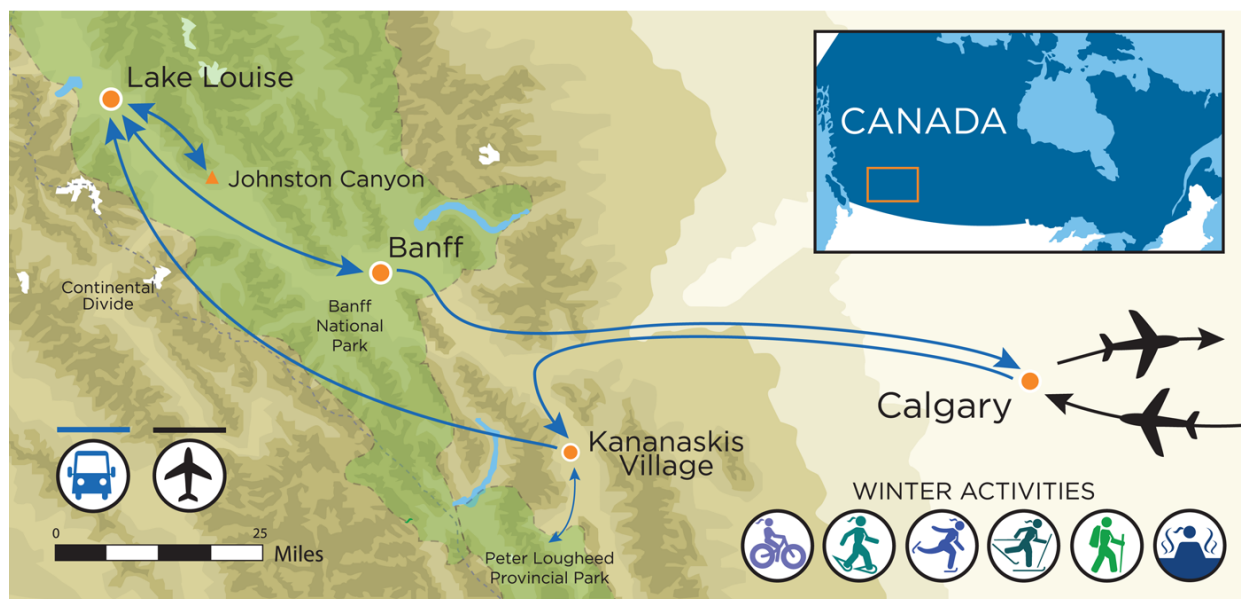 Lake Louise
Johnston Canyon
Banff
Continental
Divide
Banff
National
Park
CANADA
Calgary
Kananaskis
Village
Peter Lougheed
Provincial Park
0
25
Miles
WINTER ACTIVITIES